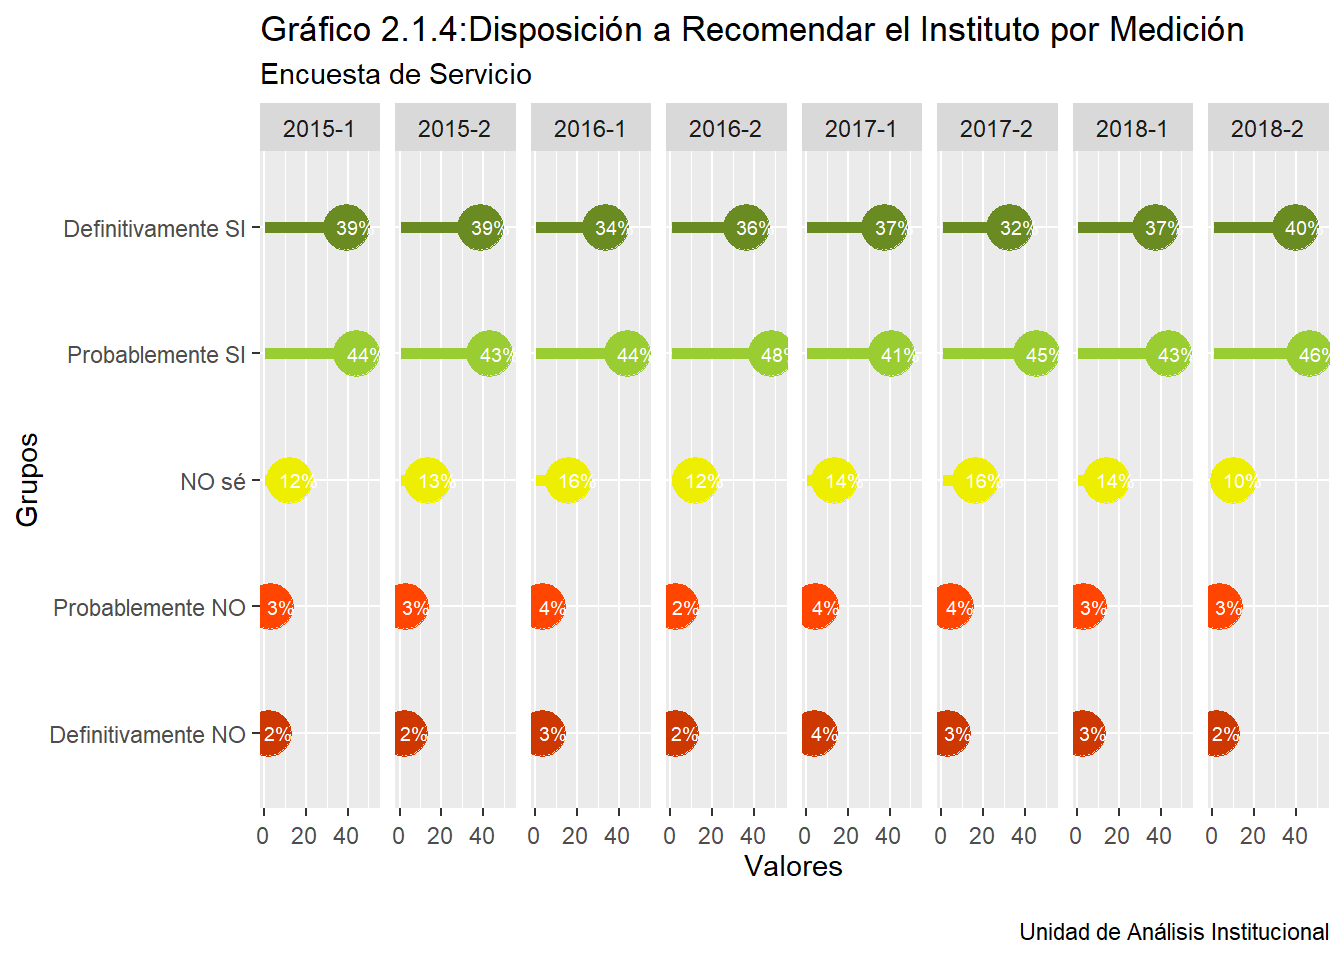 Gráfico 2.1.4:Disposición a Recomendar el Instituto por Medición
Encuesta de Servicio
2015-1 2015-2 2016-1 2016-2 2017-1 2017-2 2018-1 2018-2
Definitivamente SI 39% 39% 34% 36% 37% 32% 37% 40%
Probablemente SI 44% 43% 44% 48% 41% 45% 43% 46%
NO sé 12% 13% 16% 12% 14% 16% 14% 10%
Probablemente NO 3% 3% 4% 2% 4% 4% 3% 3%
Definitivamente NO 2% 2% 3% 2% 4% 3% 3% 2%
Grupos
0 20 40 0 20 40 0 20 40 0 20 40 0 20 40 0 20 40 0 20 40 0 20 40
Valores
Unidad de Análisis Institucional